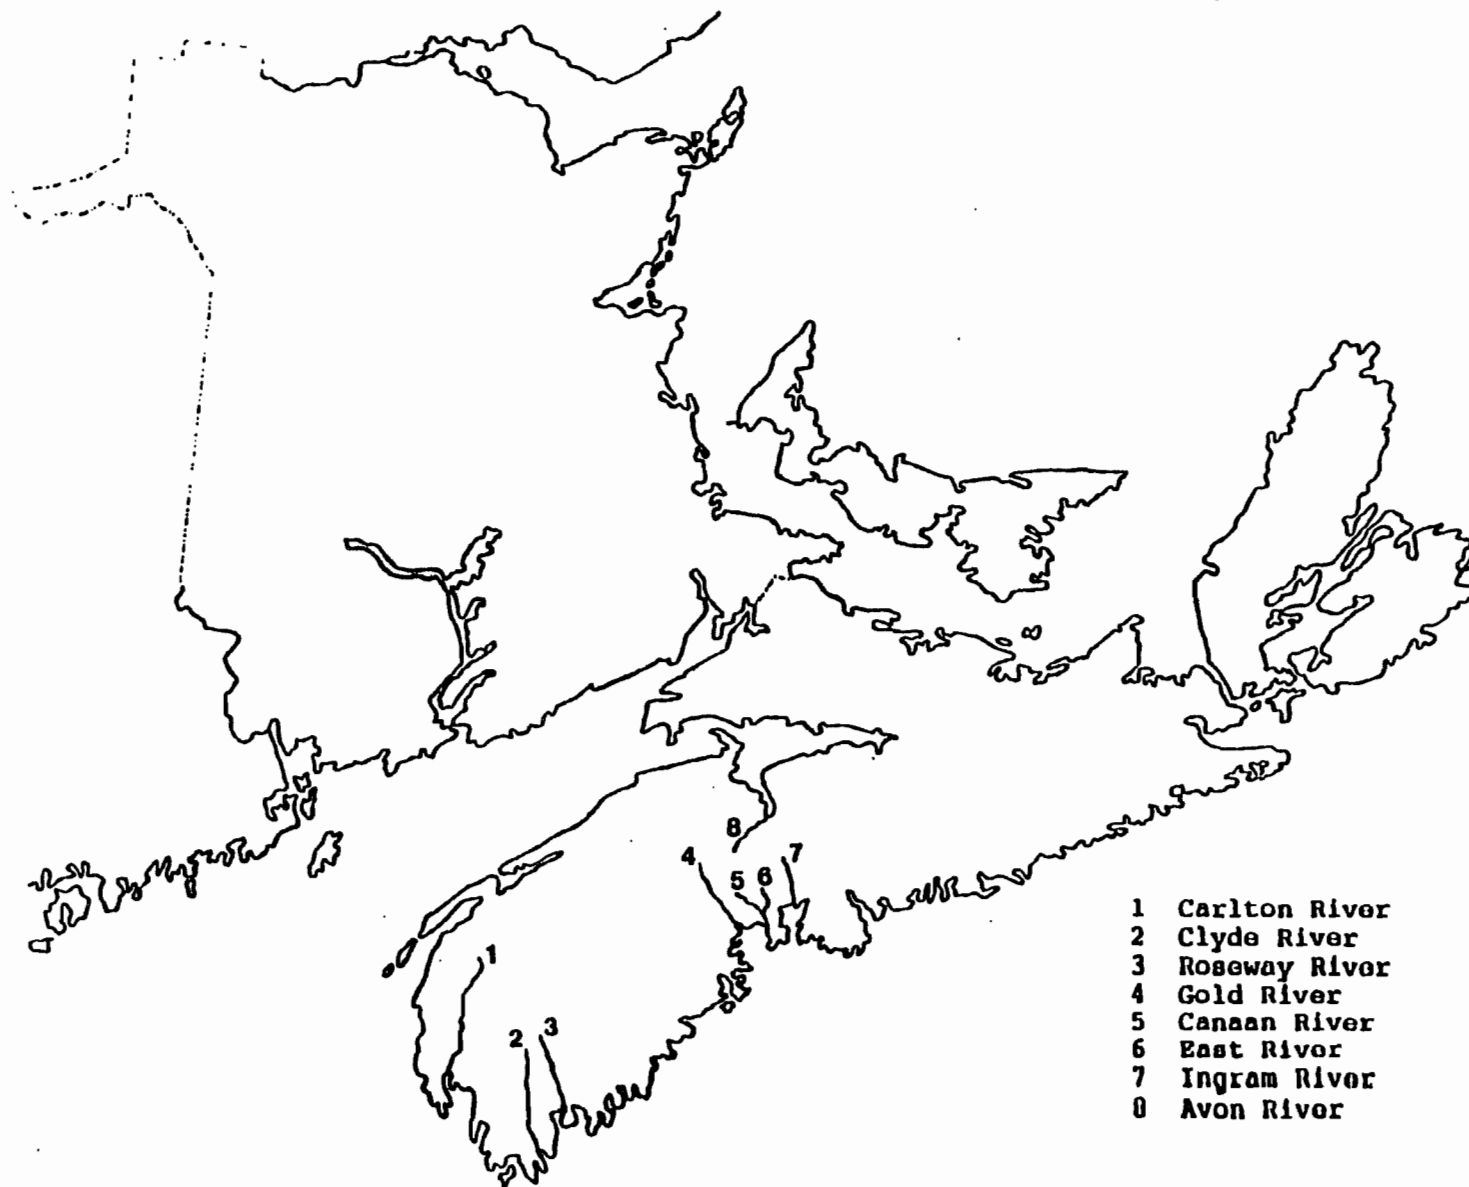 8
4
7
5
6
1
2
3
1 Carlton River
2 Clyde River
3 Roseway River
4 Gold River
5 Canaan River
6 East River
7 Ingram River
8 Avon River